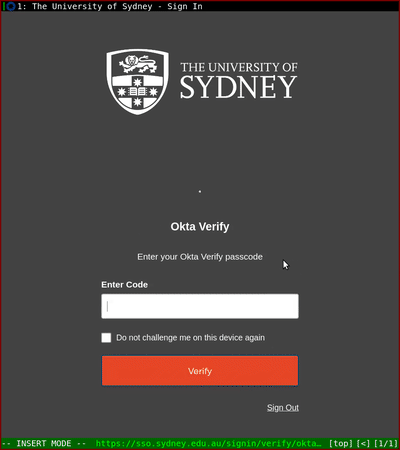 1: The University of Sydney - Sign In
THE UNIVERSITY OF
SYDNEY
Okta Verify
Enter your Okta Verify passcode
Enter Code
Do not challenge me on this device again
Verify
Sign Out
-- INSERT MODE -- https://sso.sydney.edu.au/signin/verify/okta… [top] [<] [1/1]